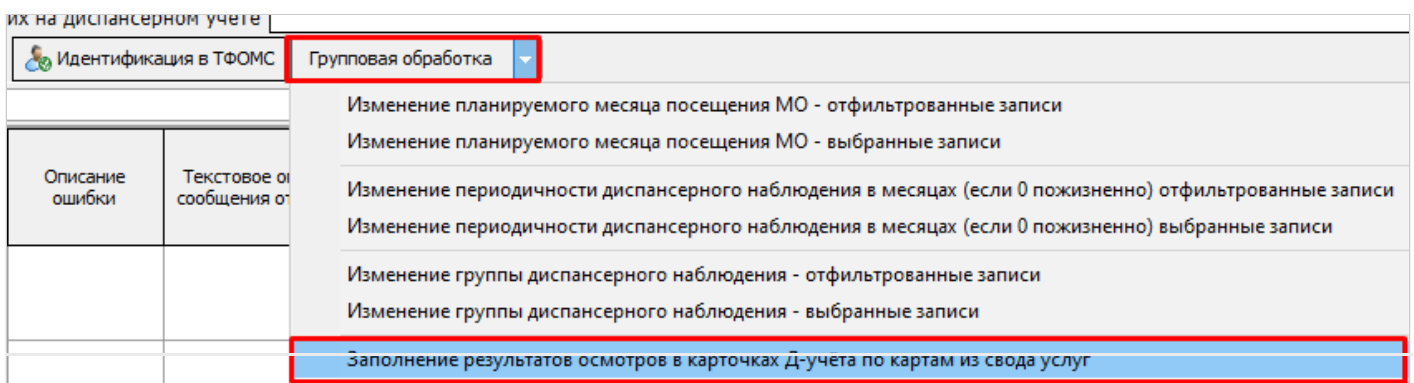 их на диспансерном учете
Идентификация в ТФОМС Групповая обработка
Изменение планируемого месяца посещения МО - отфильтрованные записи
Изменение планируемого месяца посещения МО - выбранные записи
Описание ошибки
Текстовое
сообщения
Изменение периодичности диспансерного наблюдения в месяцах (если 0 пожизненно) отфильтрованные записи
Изменение периодичности диспансерного наблюдения в месяцах (если 0 пожизненно) выбранные записи
Изменение группы диспансерного наблюдения - отфильтрованные записи
Изменение группы диспансерного наблюдения - выбранные записи
Заполнение результатов осмотров в карточках Д-учёта по картам из свода услуг